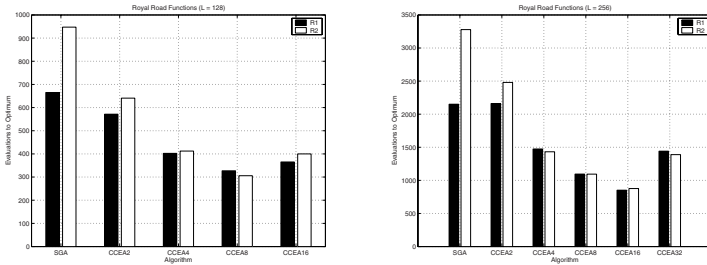 Royal Road Functions (L = 128)
R1
R2
1000
900
800
700
600
500
400
300
200
100
0
Evaluations to Optimum
SGA
CCEA2
CCEA4
CCEA8
CCEA16
Algorithm
Royal Road Functions (L = 256)
R1
R2
3500
3000
2500
2000
1500
1000
500
0
Evaluations to Optimum
SGA
CCEA2
CCEA4
CCEA8
CCEA16
CCEA32
Algorithm